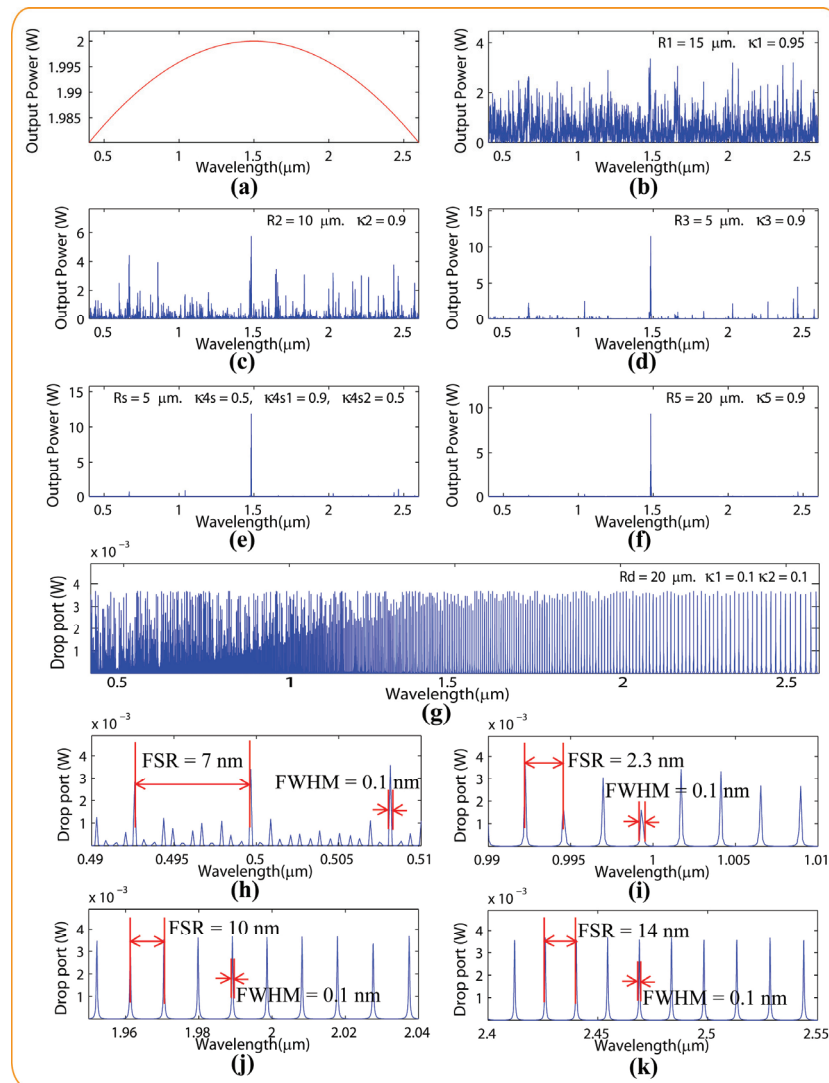 Output Power (W)
2
1.995
1.99
1.985
0.5 1 1.5 2 2.5
Wavelength(μm)
(a)
Output Power (W)
4
2
0
R1 = 15 μm. κ1 = 0.95
0.5 1 1.5 2 2.5
Wavelength(μm)
(b)
Output Power (W)
6
4
2
0
R2 = 10 μm. κ2 = 0.9
0.5 1 1.5 2 2.5
Wavelength(μm)
(c)
Output Power (W)
15
10
5
0
R3 = 5 μm. κ3 = 0.9
0.5 1 1.5 2 2.5
Wavelength(μm)
(d)
Output Power (W)
15
10
5
0
Rs = 5 μm. κ4s = 0.5, κ4s1 = 0.9, κ4s2 = 0.5
0.5 1 1.5 2 2.5
Wavelength(μm)
(e)
Output Power (W)
10
5
0
R5 = 20 μm. κ5 = 0.9
0.5 1 1.5 2 2.5
Wavelength(μm)
(f)
x 10 -3
Drop port (W)
4
3
2
1
Rd = 20 μm. κ1 = 0.1 κ2 = 0.1
0.5 1 1.5 2 2.5
Wavelength(μm)
(g)
x 10 -3
Drop port (W)
4
3
2
1
FSR = 7 nm
FWHM = 0.1 nm
0.49 0.495 0.5 0.505 0.51
Wavelength(μm)
(h)
x 10 -3
Drop port (W)
4
3
2
1
FSR = 2.3 nm
FWHM = 0.1 nm
0.99 0.995 1 1.005 1.01
Wavelength(μm)
(i)
x 10 -3
Drop port (W)
4
3
2
1
FSR = 10 nm
FWHM = 0.1 nm
1.96 1.98 2 2.02 2.04
Wavelength(μm)
(j)
x 10 -3
Drop port (W)
4
3
2
1
FSR = 14 nm
FWHM = 0.1 nm
2.4 2.45 2.5 2.55
Wavelength(μm)
(k)